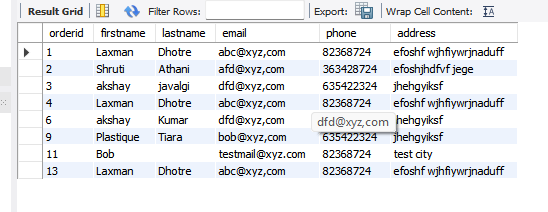 Result Grid Filter Rows: Export: Wrap Cell Content:
orderid firstname lastname email phone address
1 Laxman Dhotre abc@xyz,com 82368724 efoshf wjhfiywrjnaduff
2 Shruti Athani afd@xyz,com 363428724 efoshjhdfvf jege
3 akshay javalgi dfd@xyz,com 635422324 jhehgyiksf
4 Laxman Dhotre abc@xyz,com 82368724 efoshf wjhfiywrjnaduff
6 akshay Kumar dfd@xyz,com dfd@xyz,com jhehgyiksf
9 Plastique Tiara bob@xyz,com 635422324 jhehgyiksf
11 Bob testmail@xyz.com 82368724 test city
13 Laxman Dhotre abc@xyz,com 82368724 efoshf wjhfiywrjnaduff